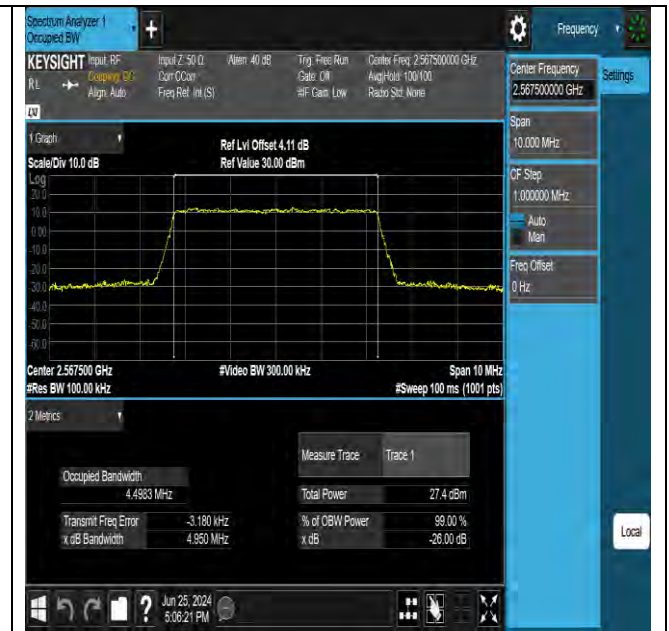 Spectrum Analyzer 1
Occupied BW
+
Frequency
KEYSIGHT Input: RF Input Z: 50 Ω Atten: 40 dB Trig: Free Run Center Freq: 2.567500000 GHz
RL Coupling: DC Corr CCorr Gate: Off Avg|Hold: 100/100
Align: Auto Freq Ref: Int (S) #IF Gain: Low Radio Std: None
Center Frequency
2.567500000 GHz
Settings
Span
10.000 MHz
CF Step
1.000000 MHz
Auto
Man
Freq Offset
0 Hz
Local
1 Graph
Scale/Div 10.0 dB
Ref Lvl Offset 4.11 dB
Ref Value 30.00 dBm
Log
20.0
10.0
0.00
-10.0
-20.0
-30.0
-40.0
-50.0
-60.0
Center 2.567500 GHz #Video BW 300.00 kHz Span 10 MHz
#Res BW 100.00 kHz #Sweep 100 ms (1001 pts)
2 Metrics
Measure Trace Trace 1
Occupied Bandwidth
4.4983 MHz
Total Power 27.4 dBm
Transmit Freq Error -3.180 kHz % of OBW Power 99.00 %
x dB Bandwidth 4.950 MHz x dB -26.00 dB
? Jun 25, 2024
5:06:21 PM